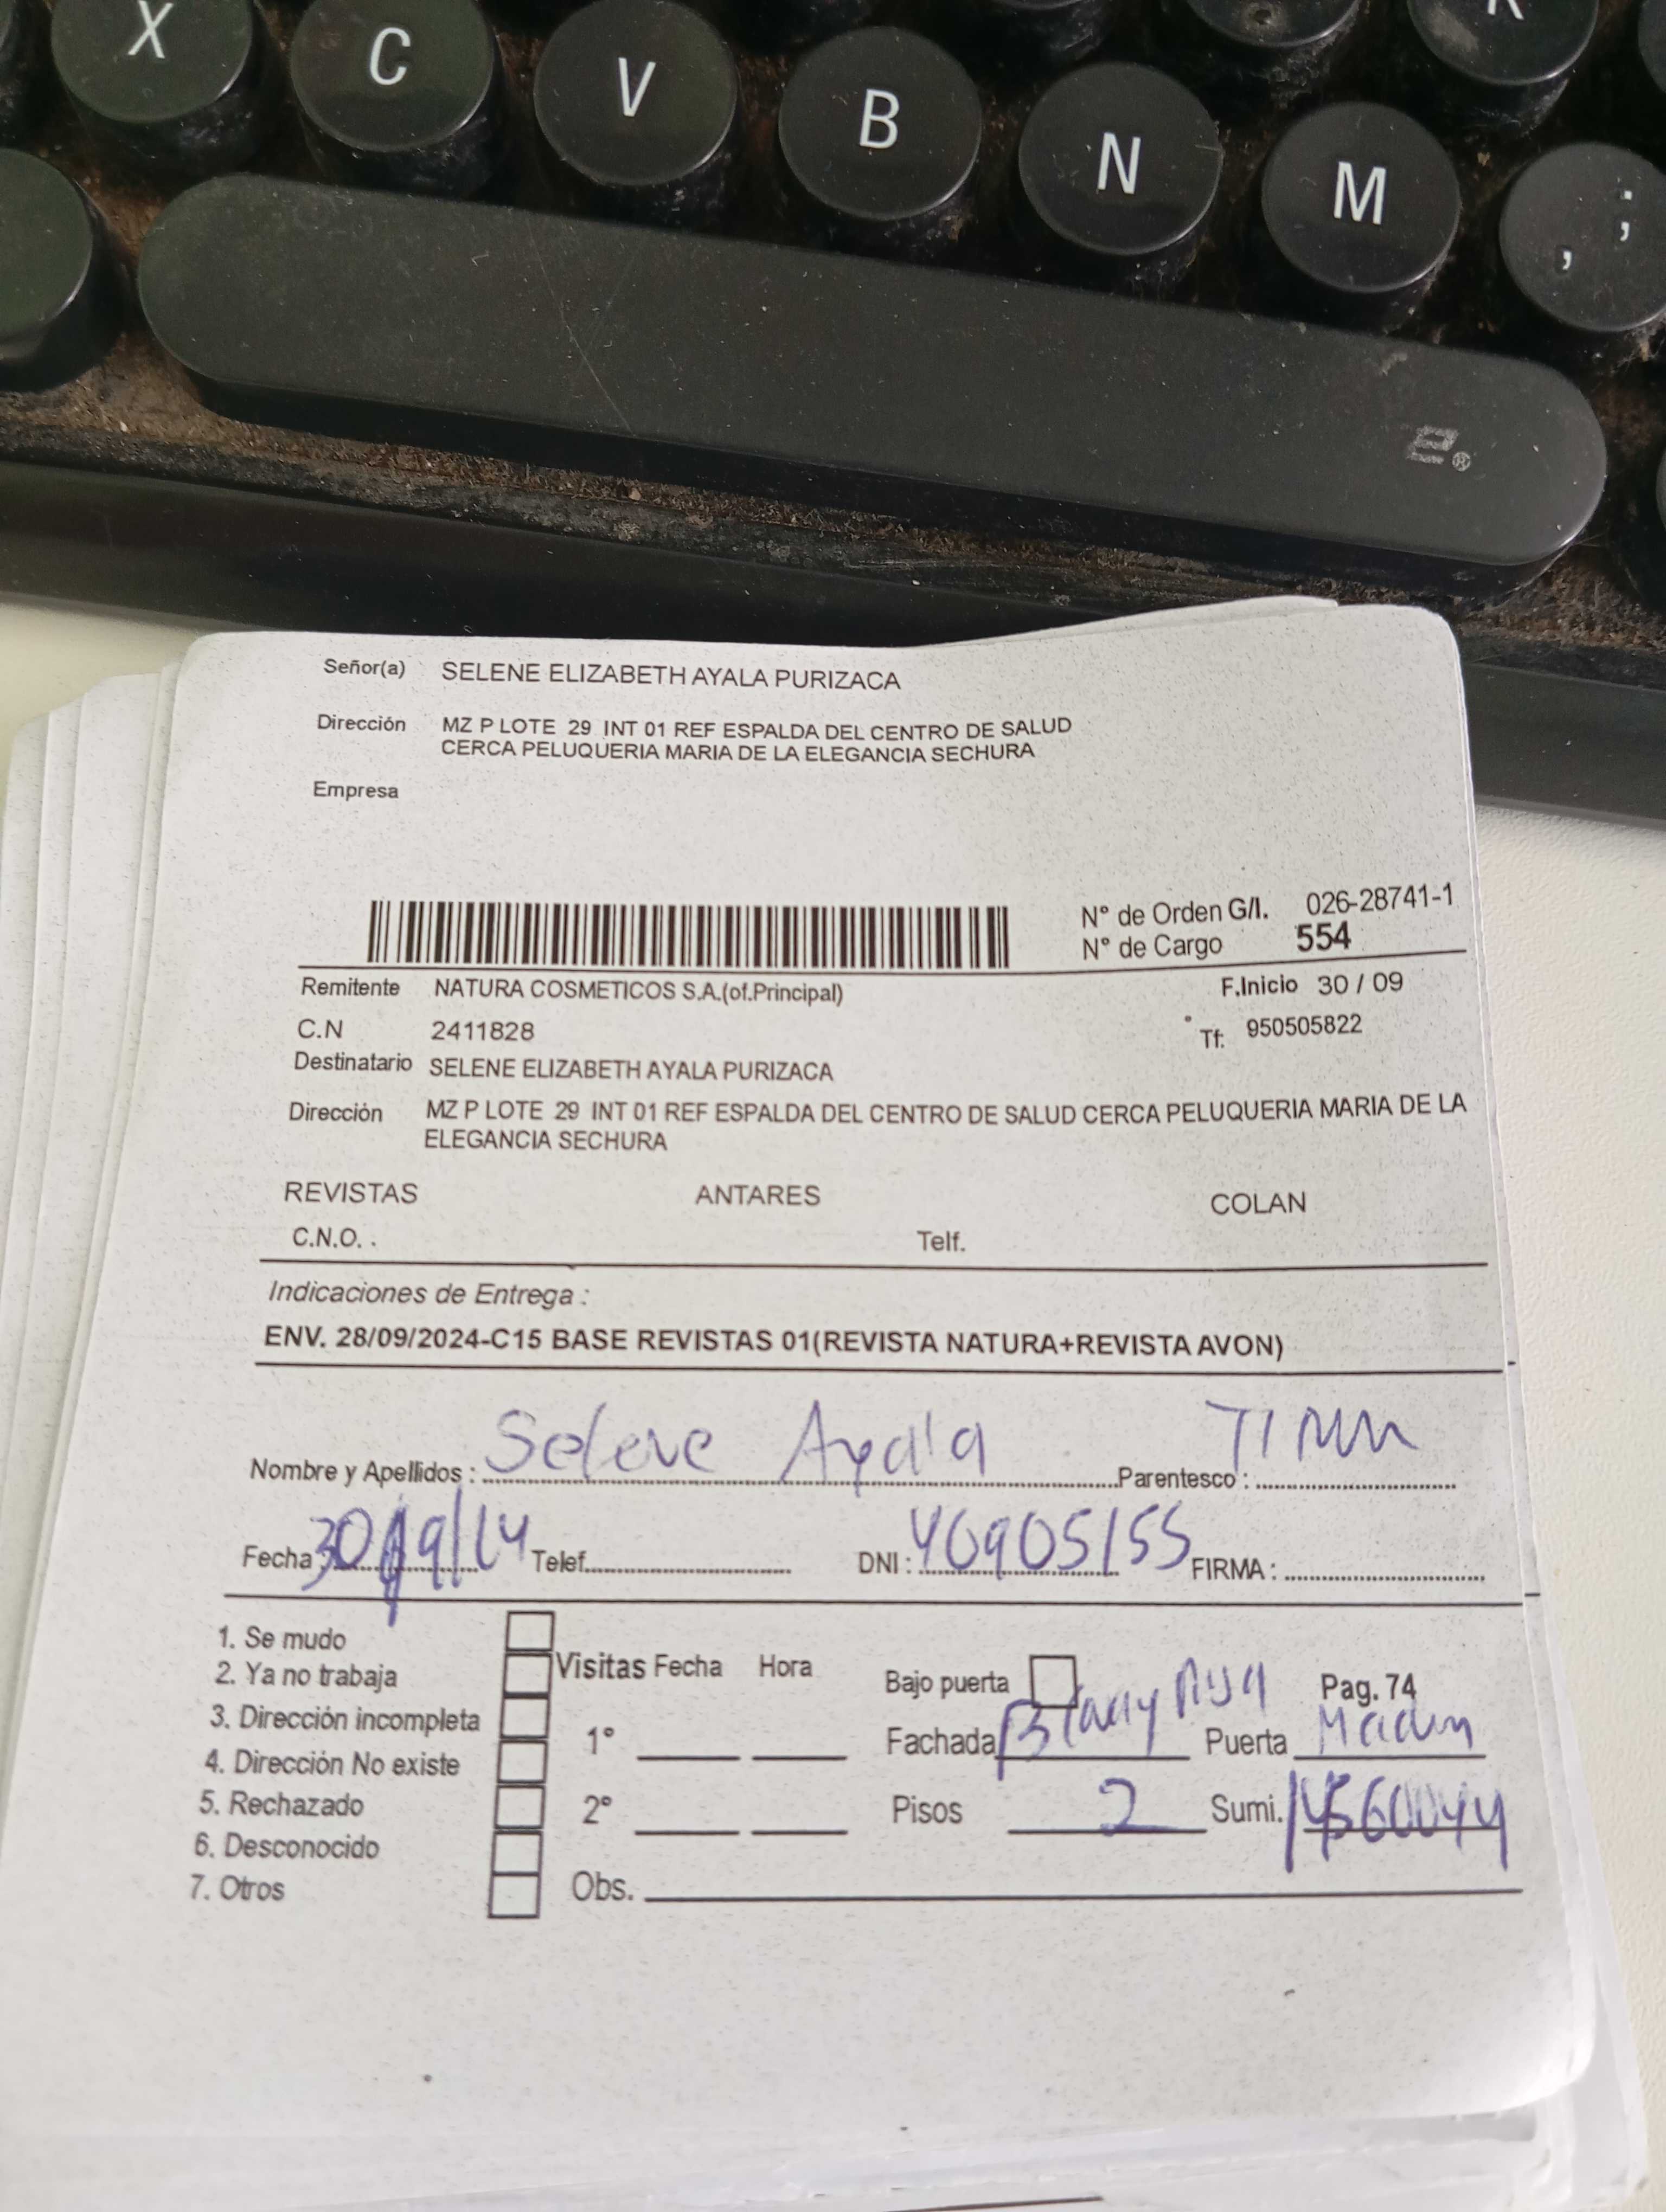 X C V B N M ; ,
Señor(a) SELENE ELIZABETH AYALA PURIZACA
Dirección MZ P LOTE 29 INT 01 REF ESPALDA DEL CENTRO DE SALUD
CERCA PELUQUERIA MARIA DE LA ELEGANCIA SECHURA
Empresa
N° de Orden G/I. 026-28741-1
N° de Cargo 554
Remitente NATURA COSMETICOS S.A.(of.Principal) F.Inicio 30 / 09
C.N 2411828 Tf: 950505822
Destinatario SELENE ELIZABETH AYALA PURIZACA
Dirección MZ P LOTE 29 INT 01 REF ESPALDA DEL CENTRO DE SALUD CERCA PELUQUERIA MARIA DE LA
ELEGANCIA SECHURA
REVISTAS ANTARES COLAN
C.N.O. . Telf.
Indicaciones de Entrega :
ENV. 28/09/2024-C15 BASE REVISTAS 01(REVISTA NATURA+REVISTA AVON)
Nombre y Apellidos : Selene Ayala Parentesco :
Fecha Telef. DNI : 40905155 FIRMA :
1. Se mudo
2. Ya no trabaja
3. Dirección incompleta
4. Dirección No existe
5. Rechazado
6. Desconocido
7. Otros
Visitas Fecha Hora
1°
2°
Bajo puerta Pag. 74
Fachada Puerta
Pisos 2 Sumi.
Obs.